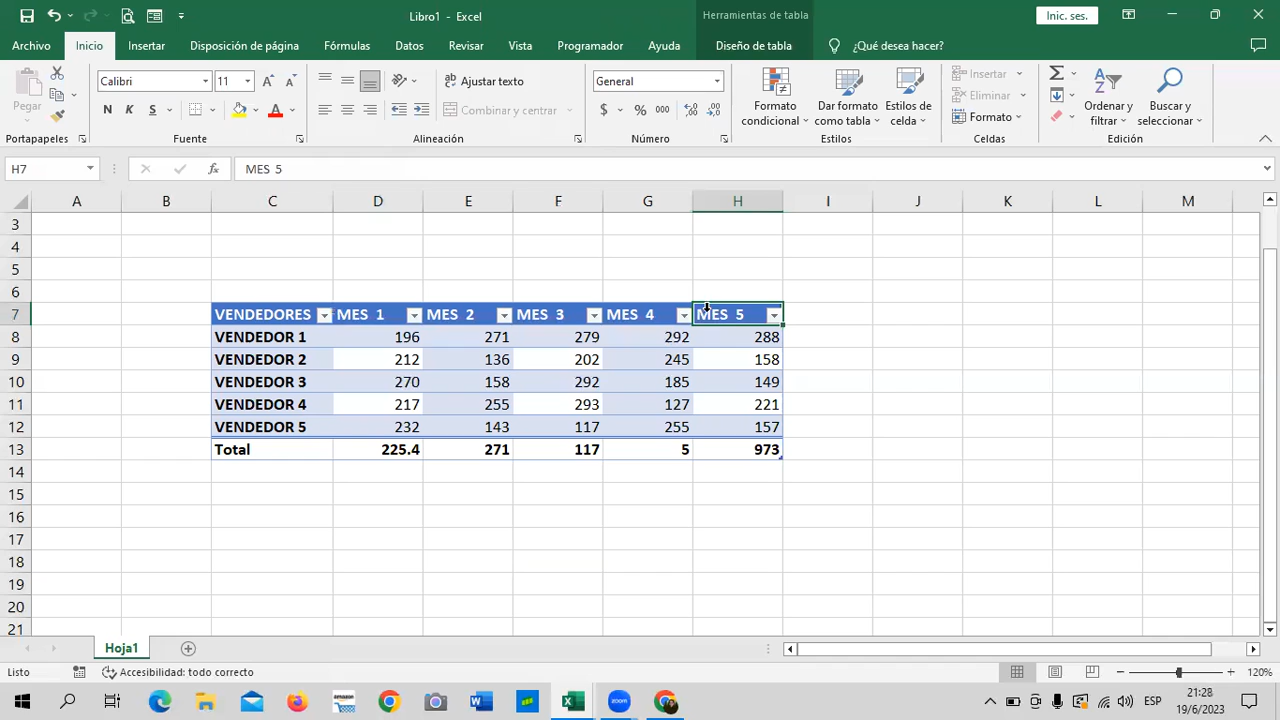 Libro1 - Excel
Herramientas de tabla
Inic. ses.
Archivo Inicio Insertar Disposición de página Fórmulas Datos Revisar Vista Programador Ayuda Diseño de tabla ¿Qué desea hacer?
Pegar
Calibri 11
N K S
Ajustar texto
Combinar y centrar
General
$ % 000
Formato condicional
Dar formato como tabla
Estilos de celda
Insertar
Eliminar
Formato
Ordenar y filtrar
Buscar y seleccionar
Portapapeles Fuente Alineación Número Estilos Celdas Edición
H7 fx MES 5
A B C D E F G H I J K L M
3
4
5
6
7 VENDEDORES MES 1 MES 2 MES 3 MES 4 MES 5
8 VENDEDOR 1 196 271 279 292 288
9 VENDEDOR 2 212 136 202 245 158
10 VENDEDOR 3 270 158 292 185 149
11 VENDEDOR 4 217 255 293 127 221
12 VENDEDOR 5 232 143 117 255 157
13 Total 225.4 271 117 5 973
14
15
16
17
18
19
20
21
Hoja1
Listo Accesibilidad: todo correcto 120%
ESP 21:28
19/6/2023